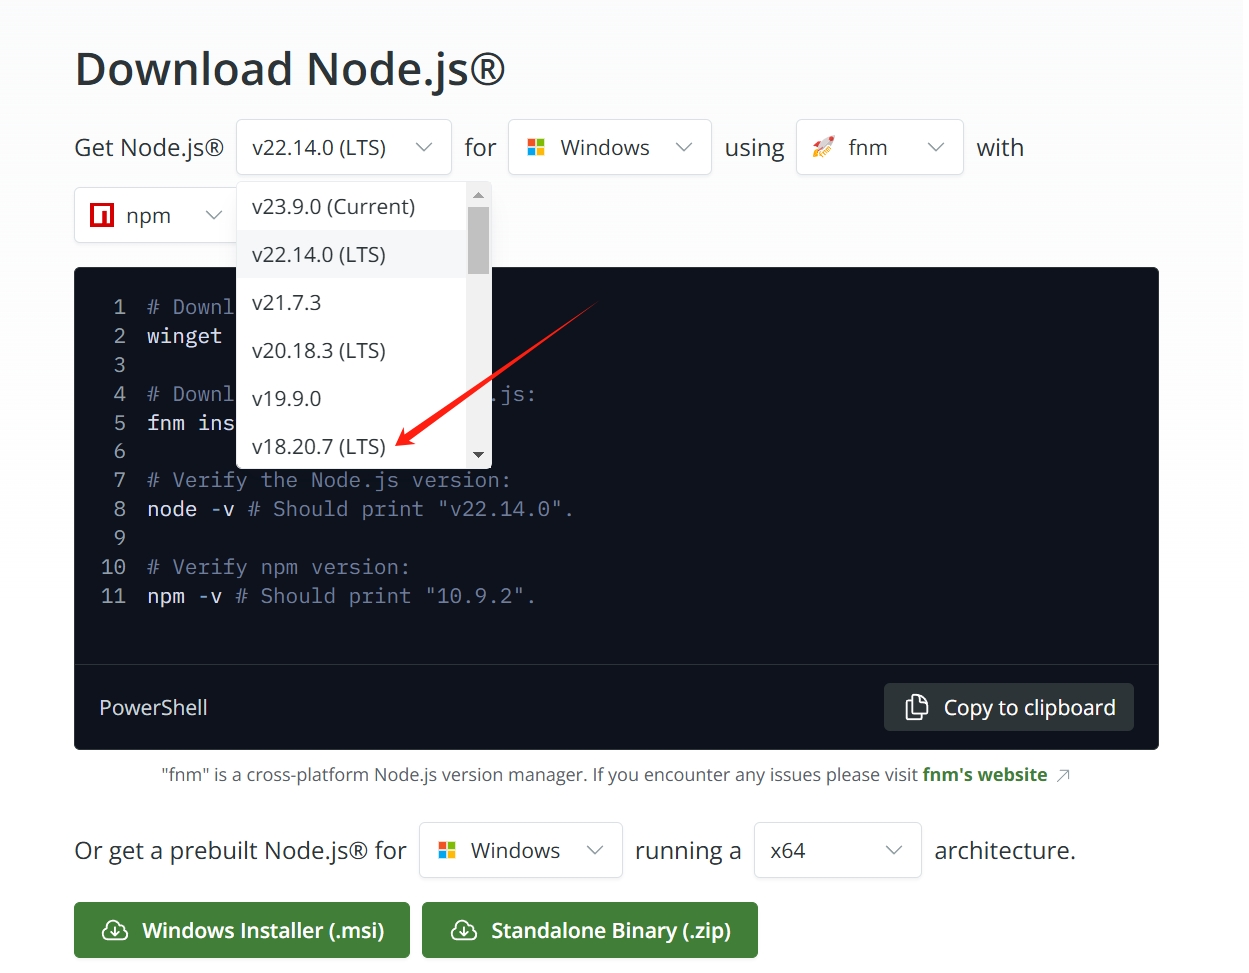 Download Node.js®
Get Node.js® v22.14.0 (LTS) for Windows using fnm with
npm
v23.9.0 (Current)
v22.14.0 (LTS)
v21.7.3
v20.18.3 (LTS)
v19.9.0
v18.20.7 (LTS)
1 # Downl
2 winget
3
4 # Downl .js:
5 fnm ins
6
7 # Verify the Node.js version:
8 node -v # Should print "v22.14.0".
9
10 # Verify npm version:
11 npm -v # Should print "10.9.2".
PowerShell
Copy to clipboard
"fnm" is a cross-platform Node.js version manager. If you encounter any issues please visit fnm's website
Or get a prebuilt Node.js® for Windows running a x64 architecture.
Windows Installer (.msi)
Standalone Binary (.zip)